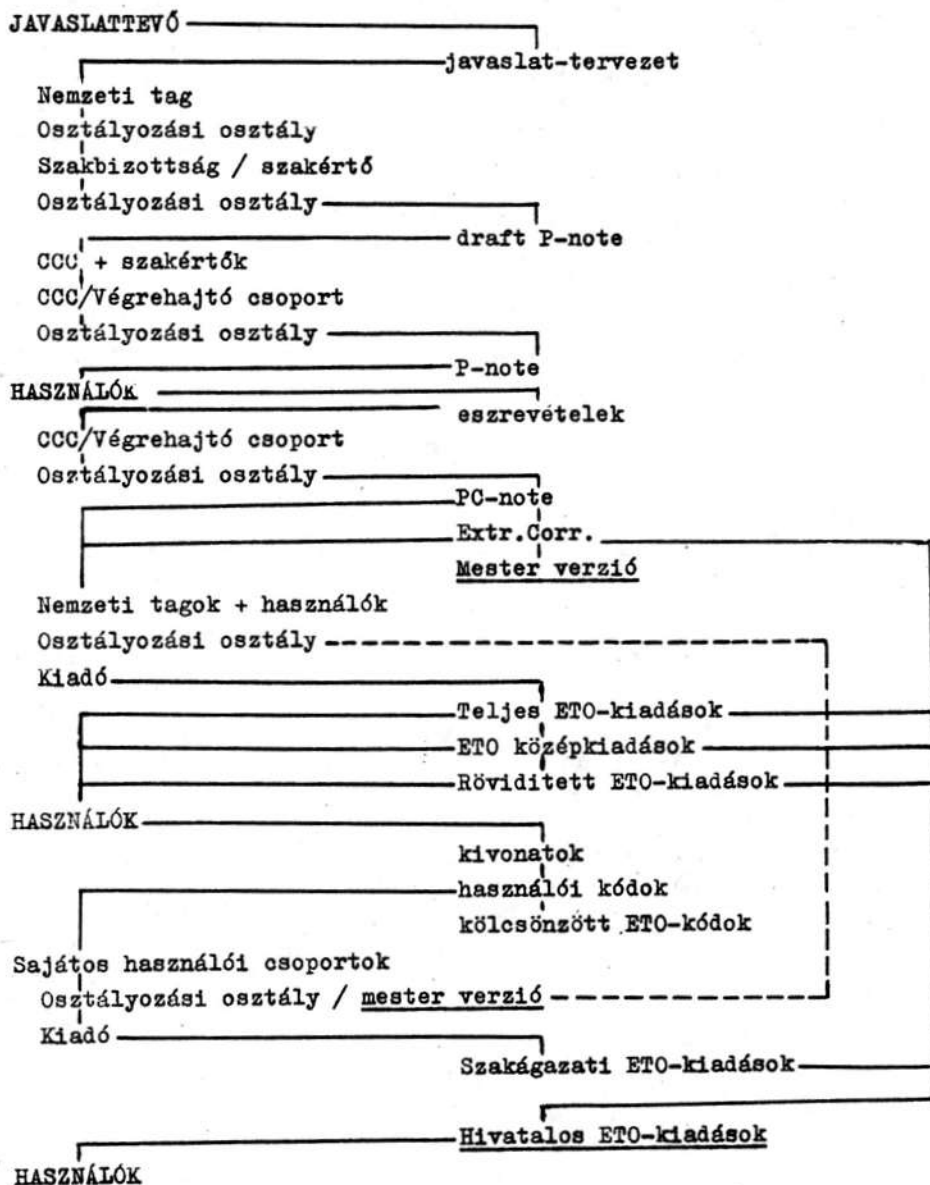 JAVASLATTEVŐ
javaslat-tervezet
Nemzeti tag
Osztályozási osztály
Szakbizottság / szakértő
Osztályozási osztály
draft P-note
CCC + szakértők
CCC/Végrehajtó csoport
Osztályozási osztály
P-note
HASZNÁLÓK
eszrevételek
CCC/Végrehajtó csoport
Osztályozási osztály
PC-note
Extr.Corr.
Mester verzió
Nemzeti tagok + használók
Osztályozási osztály
Kiadó
Teljes ETO-kiadások
ETO középkiadások
Röviditett ETO-kiadások
HASZNÁLÓK
kivonatok
használói kódok
kölcsönzött ETO-kódok
Sajátos használói csoportok
Osztályozási osztály / mester verzió
Kiadó
Szakágazati ETO-kiadások
Hivatalos ETO-kiadások
HASZNÁLÓK